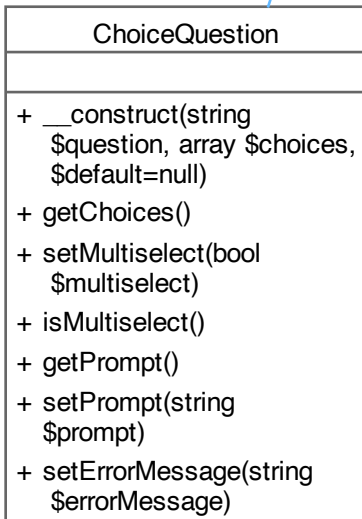 ChoiceQuestion
+ __construct(string
$question, array $choices,
$default=null)
+ getChoices()
+ setMultiselect(bool
$multiselect)
+ isMultiselect()
+ getPrompt()
+ setPrompt(string
$prompt)
+ setErrorMessage(string
$errorMessage)